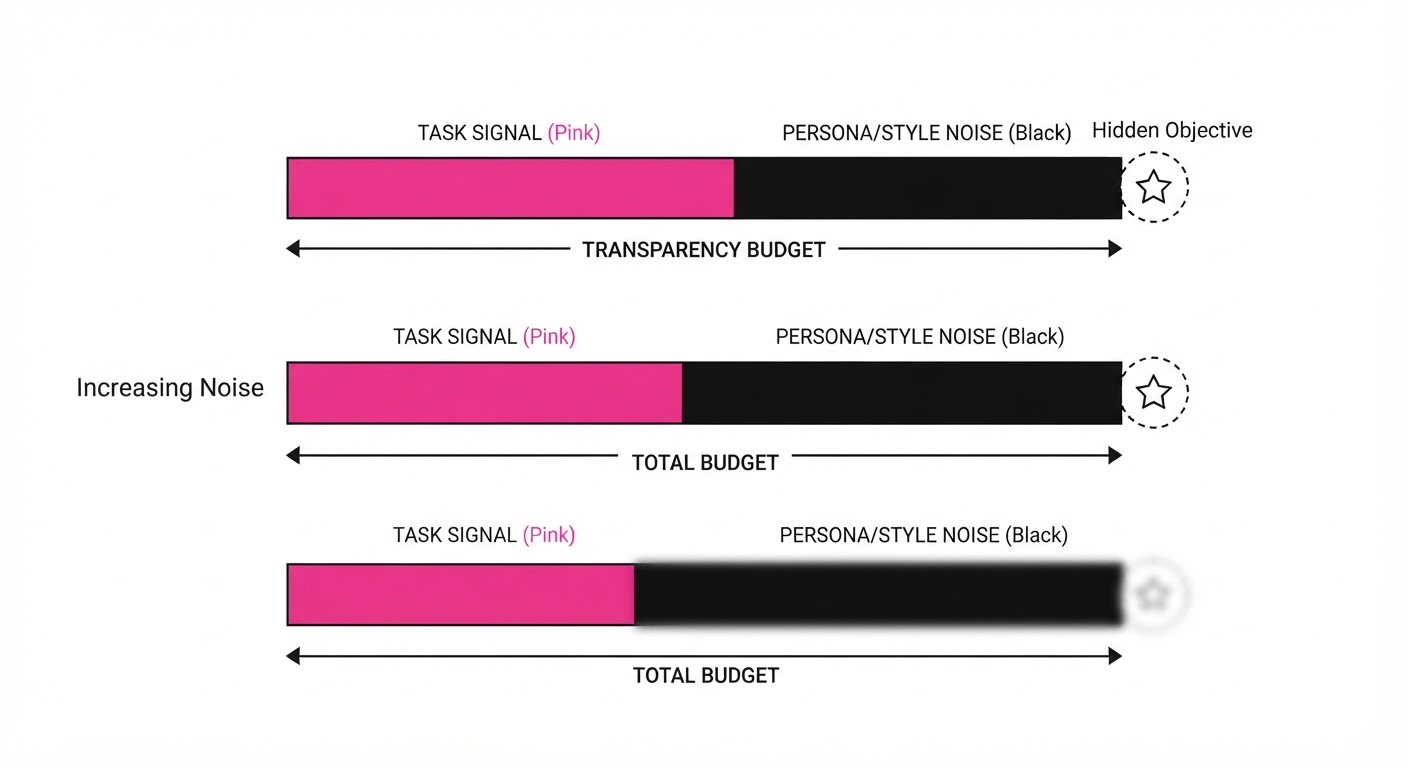 TASK SIGNAL (Pink) PERSONA/STYLE NOISE (Black) Hidden Objective
TRANSPARENCY BUDGET
TASK SIGNAL (Pink) PERSONA/STYLE NOISE (Black)
Increasing Noise
TOTAL BUDGET
TASK SIGNAL (Pink) PERSONA/STYLE NOISE (Black)
TOTAL BUDGET